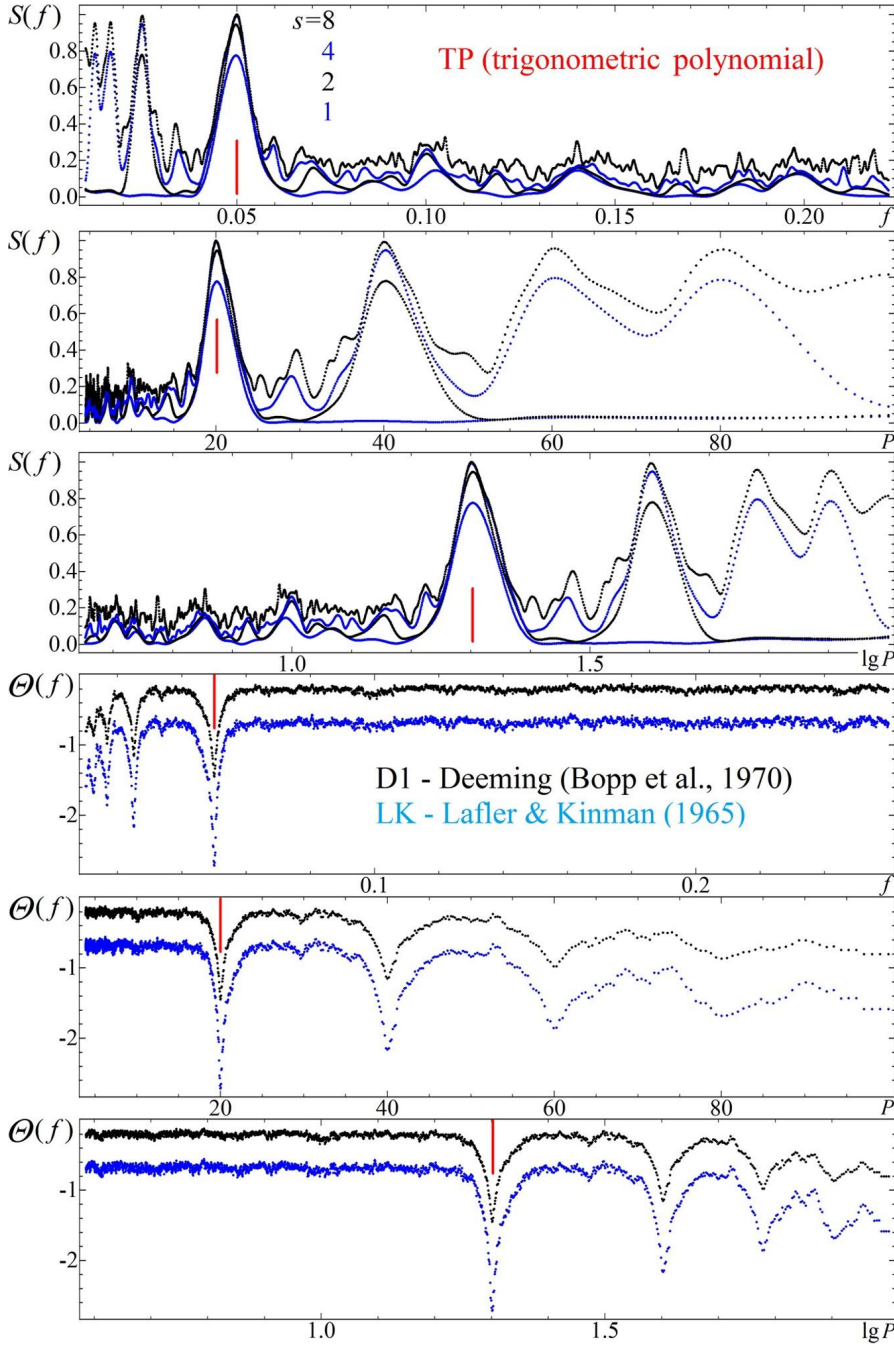 S(f)
s=8
4
2
1
TP (trigonometric polynomial)
0.8
0.6
0.4
0.2
0.0
0.05
0.10
0.15
0.20
f
S(f)
0.8
0.6
0.4
0.2
0.0
20
40
60
80
P
S(f)
0.8
0.6
0.4
0.2
0.0
1.0
1.5
lg P
Θ(f)
-1
-2
D1 - Deeming (Bopp et al., 1970)
LK - Lafler & Kinman (1965)
0.1
0.2
f
Θ(f)
-1
-2
20
40
60
80
P
Θ(f)
-1
-2
1.0
1.5
lg P